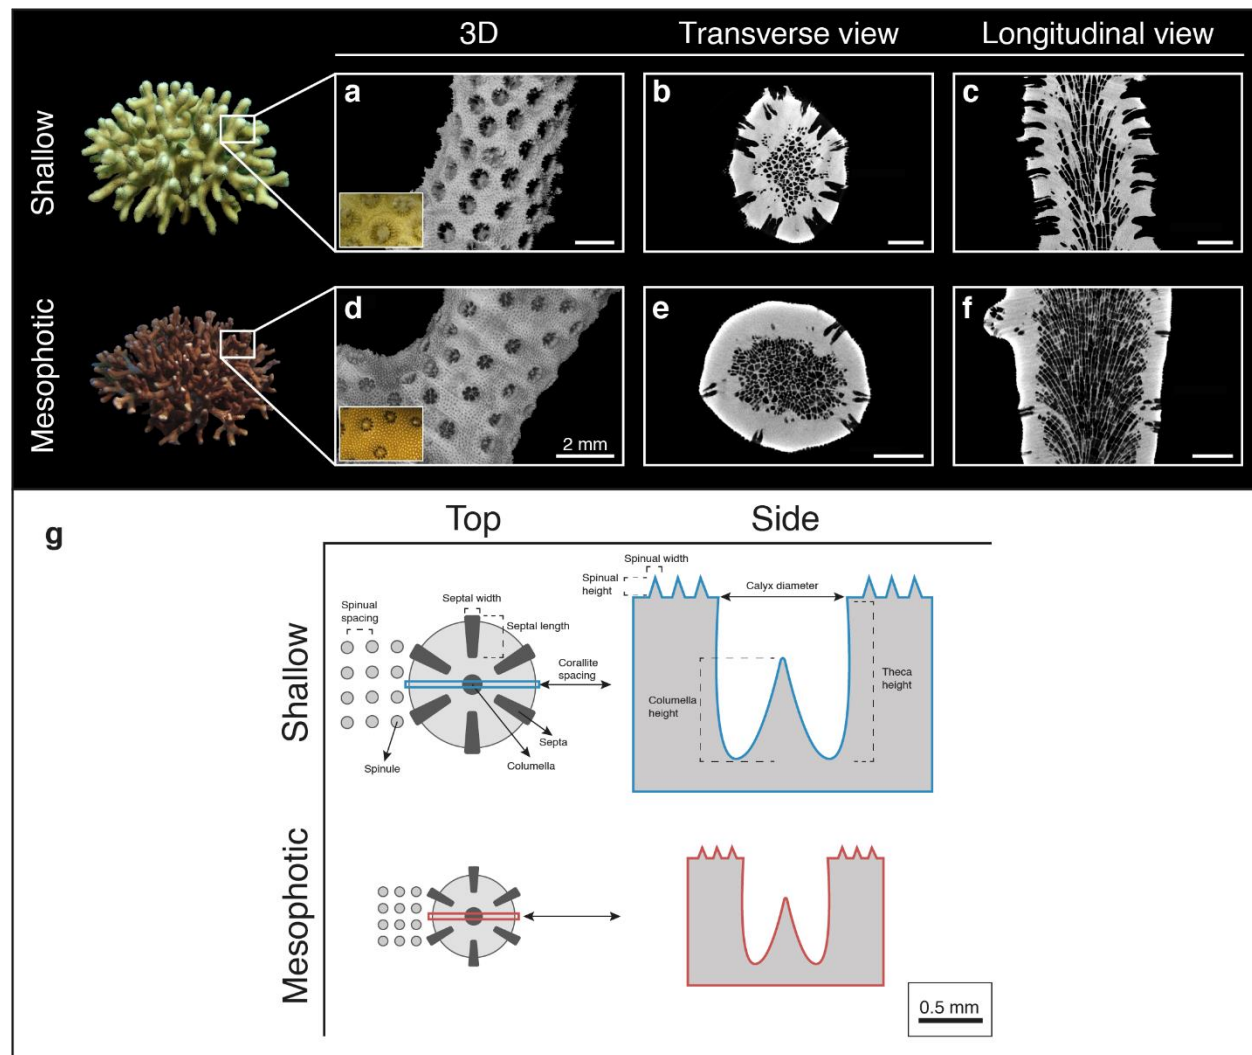 3D
Transverse view
Longitudinal view
Shallow
a
b
c
Mesophotic
d
2 mm
e
f
g
Top
Side
Shallow
Spinual
spacing
Septal width
Septal length
Corallite
spacing
Septa
Columella
Spinule
Spinual width
Spinual
height
Calyx diameter
Columella
height
Theca
height
Mesophotic
0.5 mm